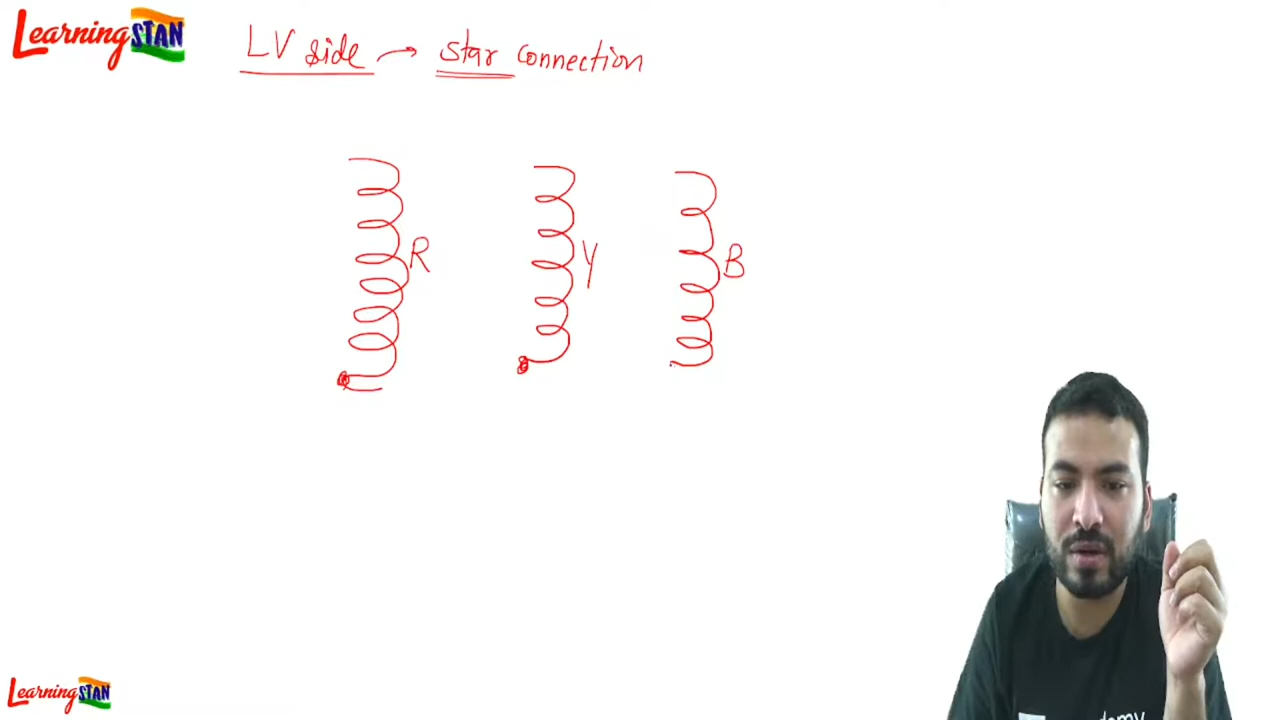 LearningSTAN
LV side → star connection
R
Y
B
LearningSTAN